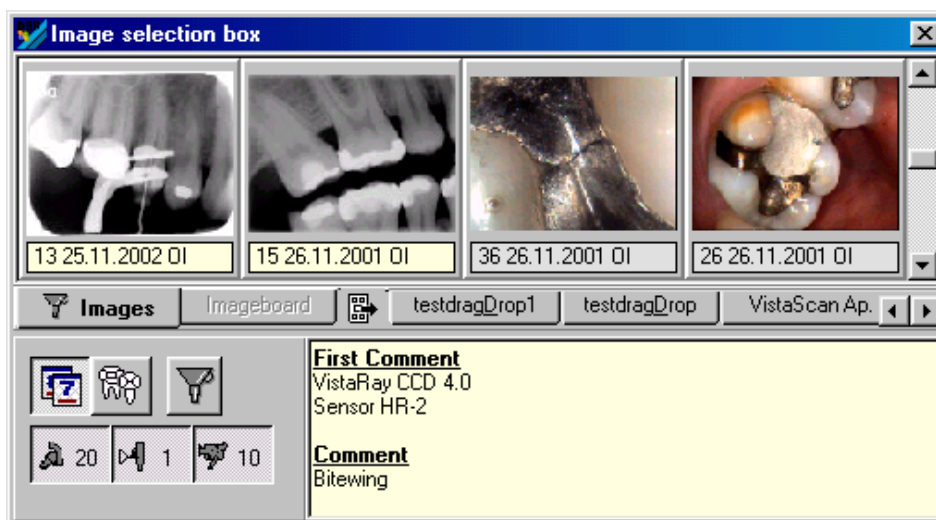 Image selection box
13 25.11.2002 OI
15 26.11.2001 OI
36 26.11.2001 OI
26 26.11.2001 OI
Images
Imageboard
testdragDrop1
testdragDrop
VistaScan Ap.
First Comment
VistaRay CCD 4.0
Sensor HR-2
7
20
1
10
Comment
Bitewing